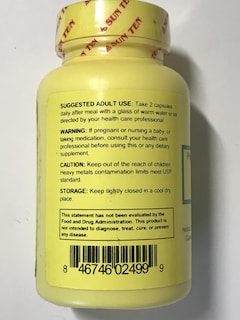 SUN TEN
SUGGESTED ADULT USE: Take 2 capsules
daily after meal with a glass of warm water or as
directed by your health care professional.
WARNING: If pregnant or nursing a baby, or
taking medication, consult your health care
professional before using this or any dietary
supplement.
CAUTION: Keep out of the reach of children.
Heavy metals contamination limits meet USP
standard.
STORAGE: Keep tightly closed in a cool dry
place.
This statement has not been evaluated by the
Food and Drug Administration. This product is
not intended to diagnose, treat, cure, or prevent
any disease.
8 46746 02499 9